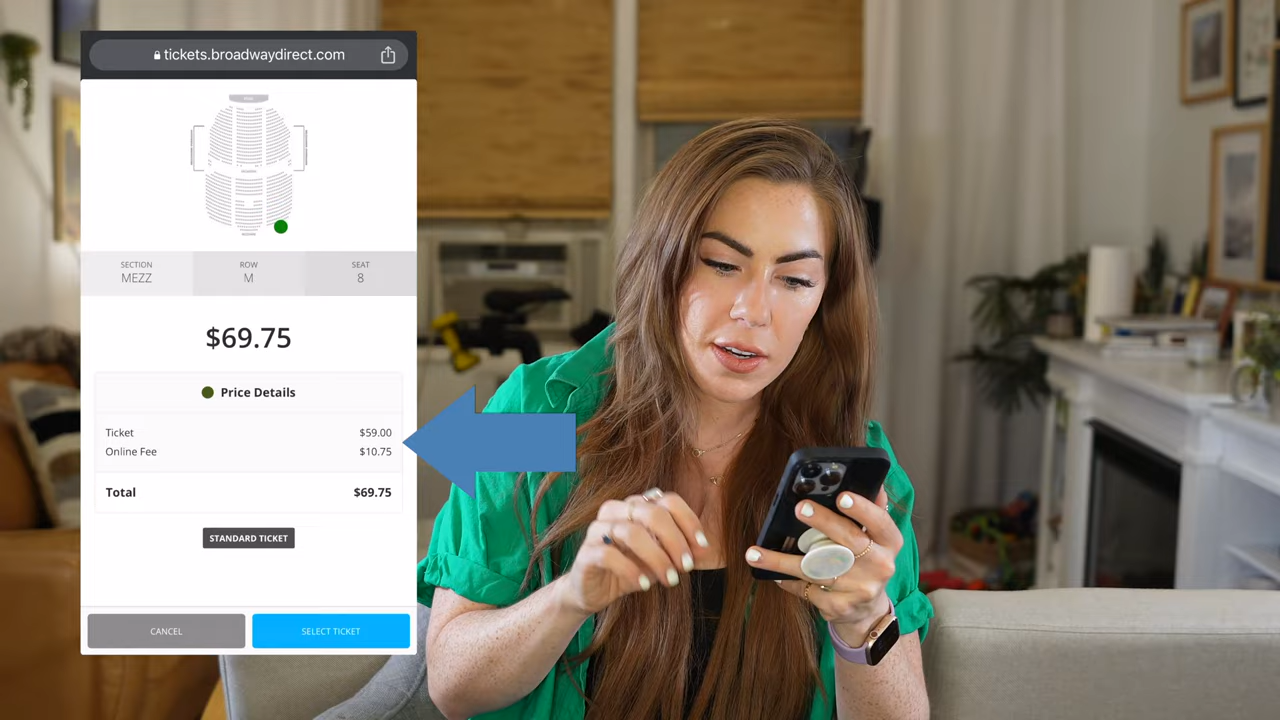 tickets.broadwaydirect.com
SECTION ROW SEAT
MEZZ M 8
$69.75
Price Details
Ticket $59.00
Online Fee $10.75
Total $69.75
STANDARD TICKET
CANCEL SELECT TICKET